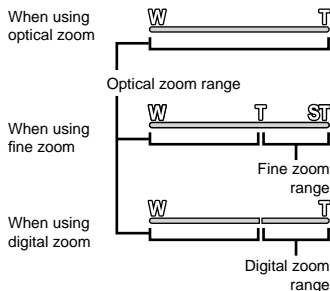 When using
optical zoom
W T
Optical zoom range
When using
fine zoom
W T ST
Fine zoom
range
When using
digital zoom
W T
Digital zoom
range